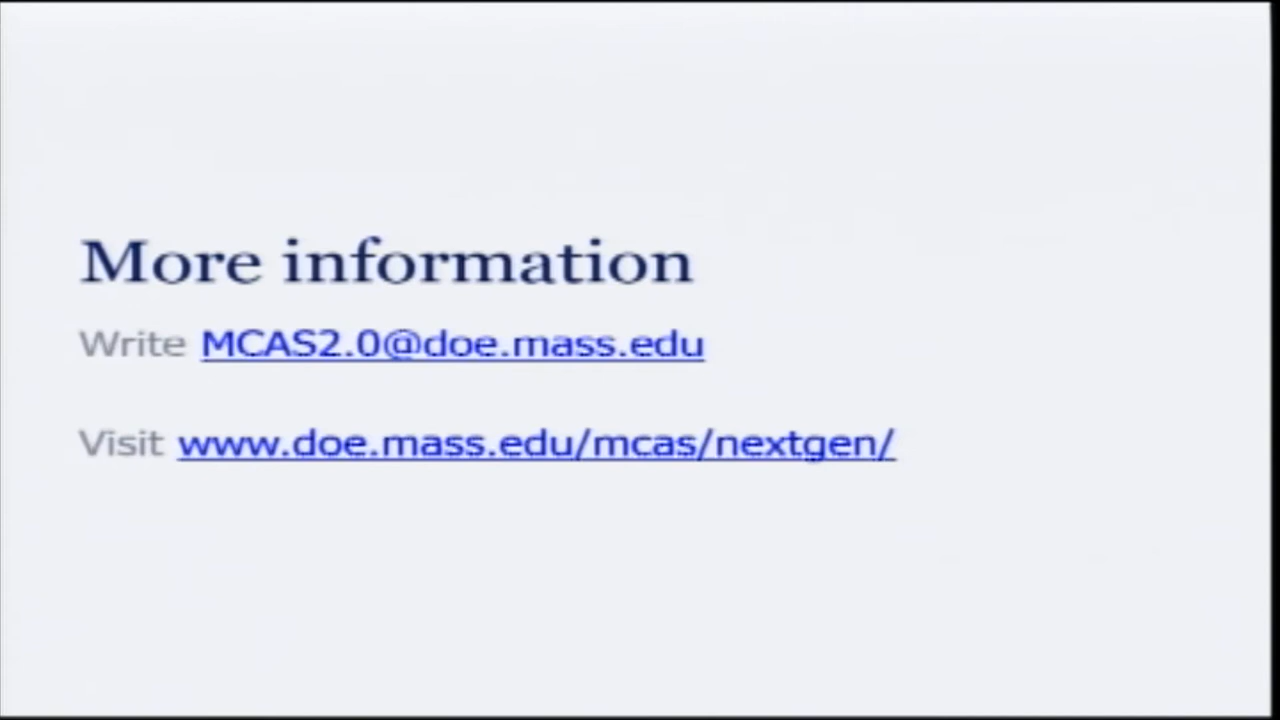 More information
Write MCAS2.0@doe.mass.edu
Visit www.doe.mass.edu/mcas/nextgen/